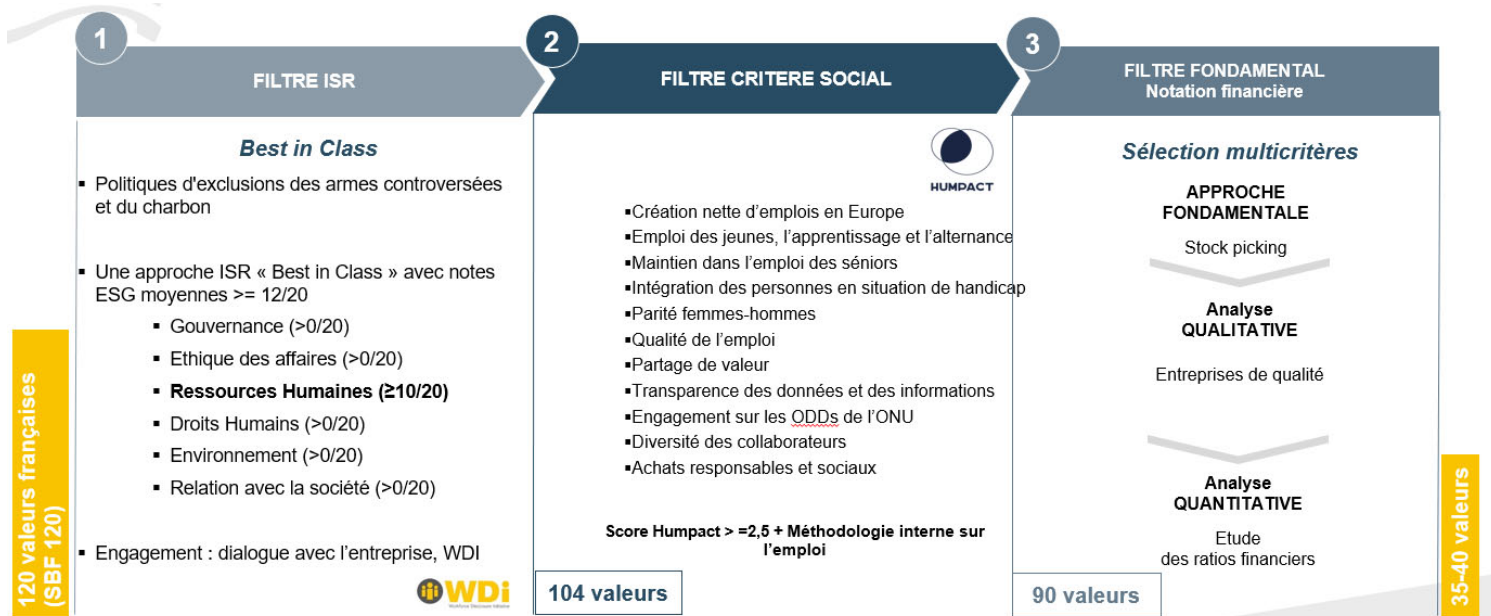 1
FILTRE ISR
2
FILTRE CRITERE SOCIAL
3
FILTRE FONDAMENTAL
Notation financière
120 valeurs françaises
(SBF 120)
Best in Class
▪ Politiques d'exclusions des armes controversées
et du charbon
▪ Une approche ISR « Best in Class » avec notes
ESG moyennes >= 12/20
▪ Gouvernance (>0/20)
▪ Ethique des affaires (>0/20)
▪ Ressources Humaines (≥10/20)
▪ Droits Humains (>0/20)
▪ Environnement (>0/20)
▪ Relation avec la société (>0/20)
▪ Engagement : dialogue avec l'entreprise, WDI
WDi
Workforce Disclosure Initiative
HUMPACT
▪Création nette d'emplois en Europe
▪Emploi des jeunes, l'apprentissage et l'alternance
▪Maintien dans l'emploi des séniors
▪Intégration des personnes en situation de handicap
▪Parité femmes-hommes
▪Qualité de l'emploi
▪Partage de valeur
▪Transparence des données et des informations
▪Engagement sur les ODDs de l'ONU
▪Diversité des collaborateurs
▪Achats responsables et sociaux
Score Humpact > =2,5 + Méthodologie interne sur
l'emploi
104 valeurs
Sélection multicritères
APPROCHE
FONDAMENTALE
Stock picking
Analyse
QUALITATIVE
Entreprises de qualité
Analyse
QUANTITATIVE
Etude
des ratios financiers
90 valeurs
35-40 valeurs